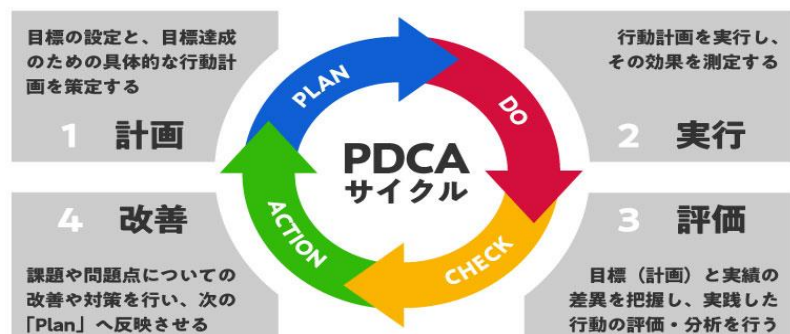 目標の設定と、目標達成
のための具体的な行動計
画を策定する
1 計画
PLAN
DO
行動計画を実行し、
その効果を測定する
2 実行
PDCA
サイクル
4 改善
課題や問題点についての
改善や対策を行い、次の
「Plan」へ反映させる
ACTION
CHECK
3 評価
目標（計画）と実績の
差異を把握し、実践した
行動の評価・分析を行う